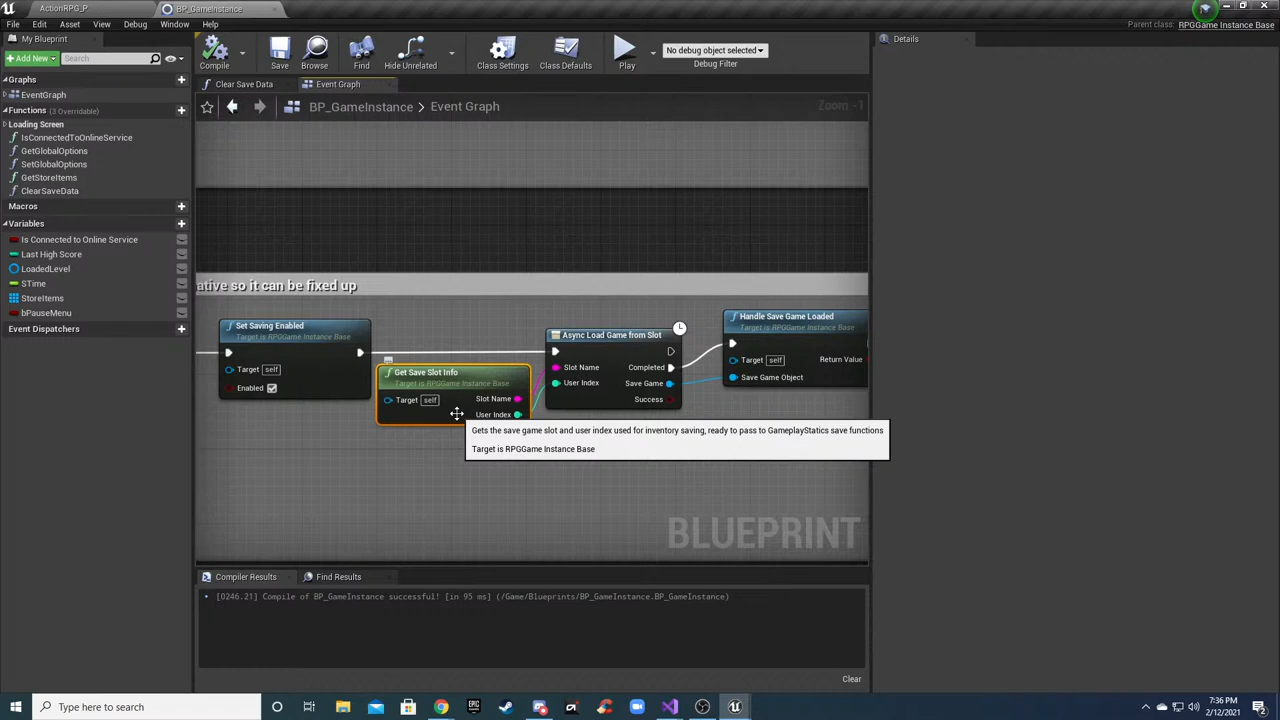 ActionRPG_P
BP_GameInstance
File Edit Asset View Debug Window Help
Parent class: RPGGame Instance Base
My Blueprint
Details
Add New
Search
Compile
Save
Browse
Find
Hide Unrelated
Class Settings
Class Defaults
Play
No debug object selected
Debug Filter
Graphs
EventGraph
Functions (3 Overridable)
Loading Screen
IsConnectedToOnlineService
GetGlobalOptions
SetGlobalOptions
GetStoreItems
ClearSaveData
Macros
Variables
Is Connected to Online Service
Last High Score
LoadedLevel
STime
StoreItems
bPauseMenu
Event Dispatchers
Clear Save Data
Event Graph
BP_GameInstance > Event Graph
Zoom -1
ative so it can be fixed up
Set Saving Enabled
Target is RPGGame Instance Base
Target self
Enabled
Get Save Slot Info
Target is RPGGame Instance Base
Target self
Slot Name
User Index
Async Load Game from Slot
Slot Name
Completed
User Index
Save Game
Success
Handle Save Game Loaded
Target is RPGGame Instance Base
Target self
Return Value
Save Game Object
Gets the save game slot and user index used for inventory saving, ready to pass to GameplayStatics save functions
Target is RPGGame Instance Base
BLUEPRINT
Compiler Results
Find Results
[0246.21] Compile of BP_GameInstance successful! [in 95 ms] (/Game/Blueprints/BP_GameInstance.BP_GameInstance)
Clear
Type here to search
7:36 PM
2/12/2021
2